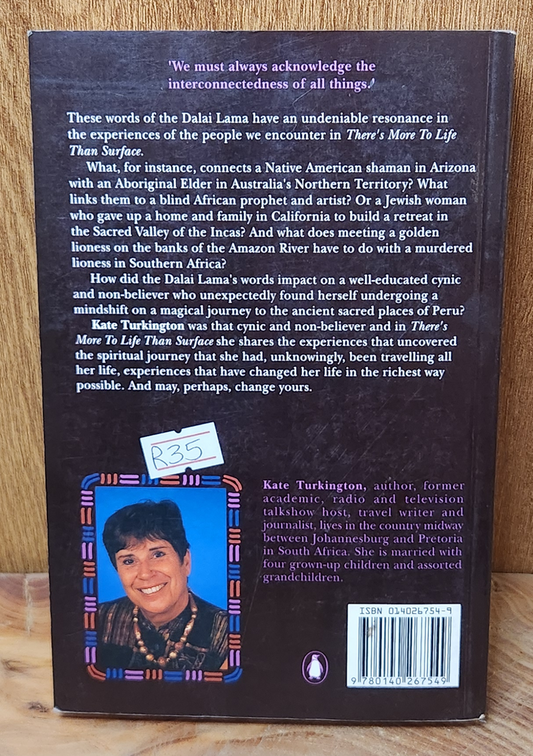 'We must always acknowledge the
interconnectedness of all things.'
These words of the Dalai Lama have an undeniable resonance in
the experiences of the people we encounter in There's More To Life
Than Surface.
What, for instance, connects a Native American shaman in Arizona
with an Aboriginal Elder in Australia's Northern Territory? What
links them to a blind African prophet and artist? Or a Jewish woman
who gave up a home and family in California to build a retreat in
the Sacred Valley of the Incas? And what does meeting a golden
lioness on the banks of the Amazon River have to do with a murdered
lioness in Southern Africa?
How did the Dalai Lama's words impact on a well-educated cynic
and non-believer who unexpectedly found herself undergoing a
mindshift on a magical journey to the ancient sacred places of Peru?
Kate Turkington was that cynic and non-believer and in There's
More To Life Than Surface she shares the experiences that uncovered
the spiritual journey that she had, unknowingly, been travelling all
her life, experiences that have changed her life in the richest way
possible. And may, perhaps, change yours.
R35
Kate Turkington, author, former
academic, radio and television
talkshow host, travel writer and
journalist, lives in the country midway
between Johannesburg and Pretoria
in South Africa. She is married with
four grown-up children and assorted
grandchildren.
ISBN 014026754-9
9 780140 267549